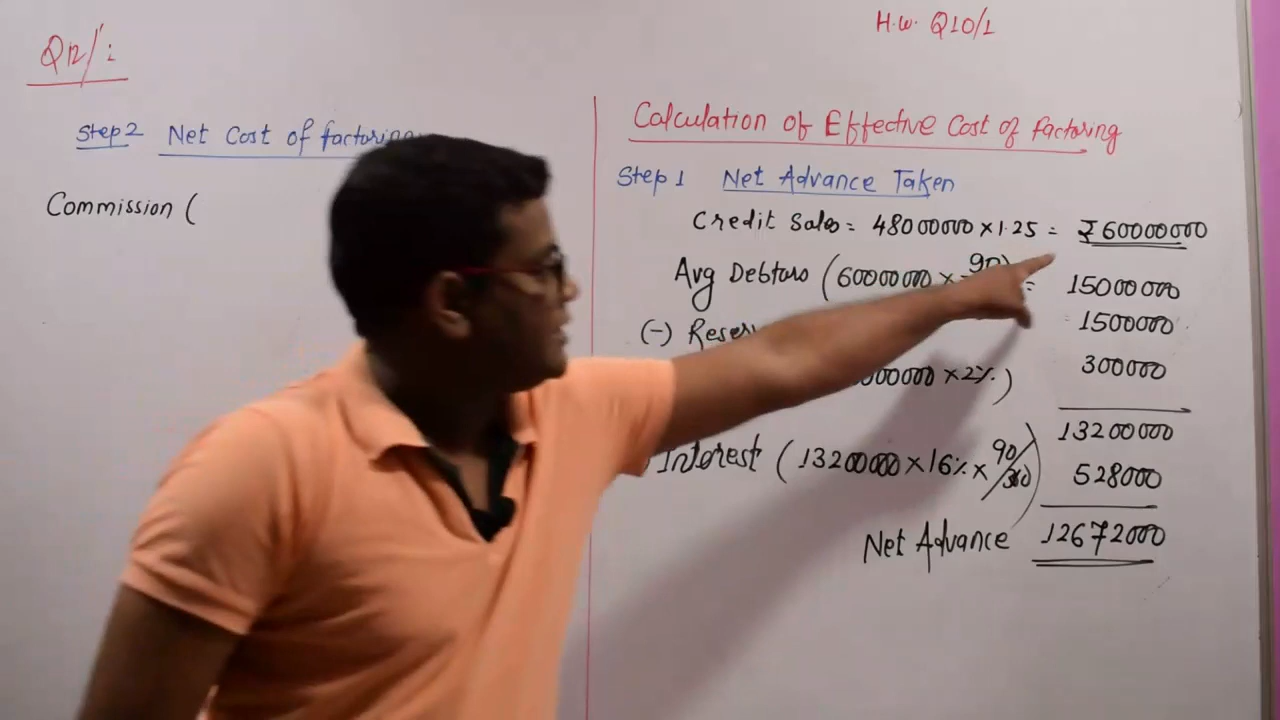 Q12/:
Step2 Net Cost of factoring
Commission (
H.W. Q10/1
Calculation of Effective Cost of Factoring
Step 1 Net Advance Taken
Credit Sales = 48000000 × 1.25 = ₹ 60000000
Avg Debtors (60000000 × 90 = 15000000
(-) Reser 1500000
000000 × 2%) 300000
13200000
Interest (13200000 × 16% × 90/360) 528000
Net Advance 12672000